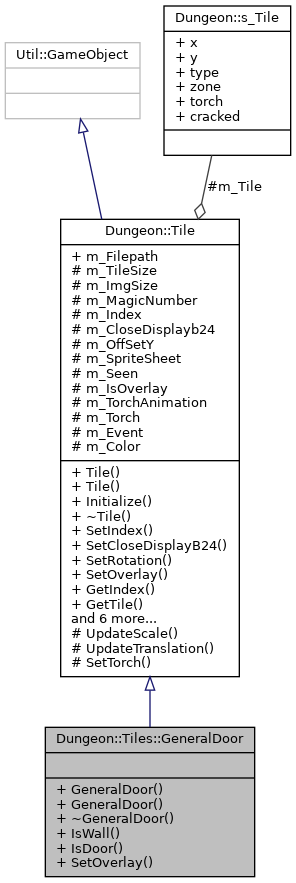 Dungeon::s_Tile
+ x
+ y
+ type
+ zone
+ torch
+ cracked
Util::GameObject
#m_Tile
Dungeon::Tile
+ m_Filepath
# m_TileSize
# m_ImgSize
# m_MagicNumber
# m_Index
# m_CloseDisplayb24
# m_OffSetY
# m_SpriteSheet
# m_Seen
# m_IsOverlay
# m_TorchAnimation
# m_Torch
# m_Event
# m_Color
+ Tile()
+ Tile()
+ Initialize()
+ ~Tile()
+ SetIndex()
+ SetCloseDisplayB24()
+ SetRotation()
+ SetOverlay()
+ GetIndex()
+ GetTile()
and 6 more...
# UpdateScale()
# UpdateTranslation()
# SetTorch()
Dungeon::Tiles::GeneralDoor
+ GeneralDoor()
+ GeneralDoor()
+ ~GeneralDoor()
+ IsWall()
+ IsDoor()
+ SetOverlay()